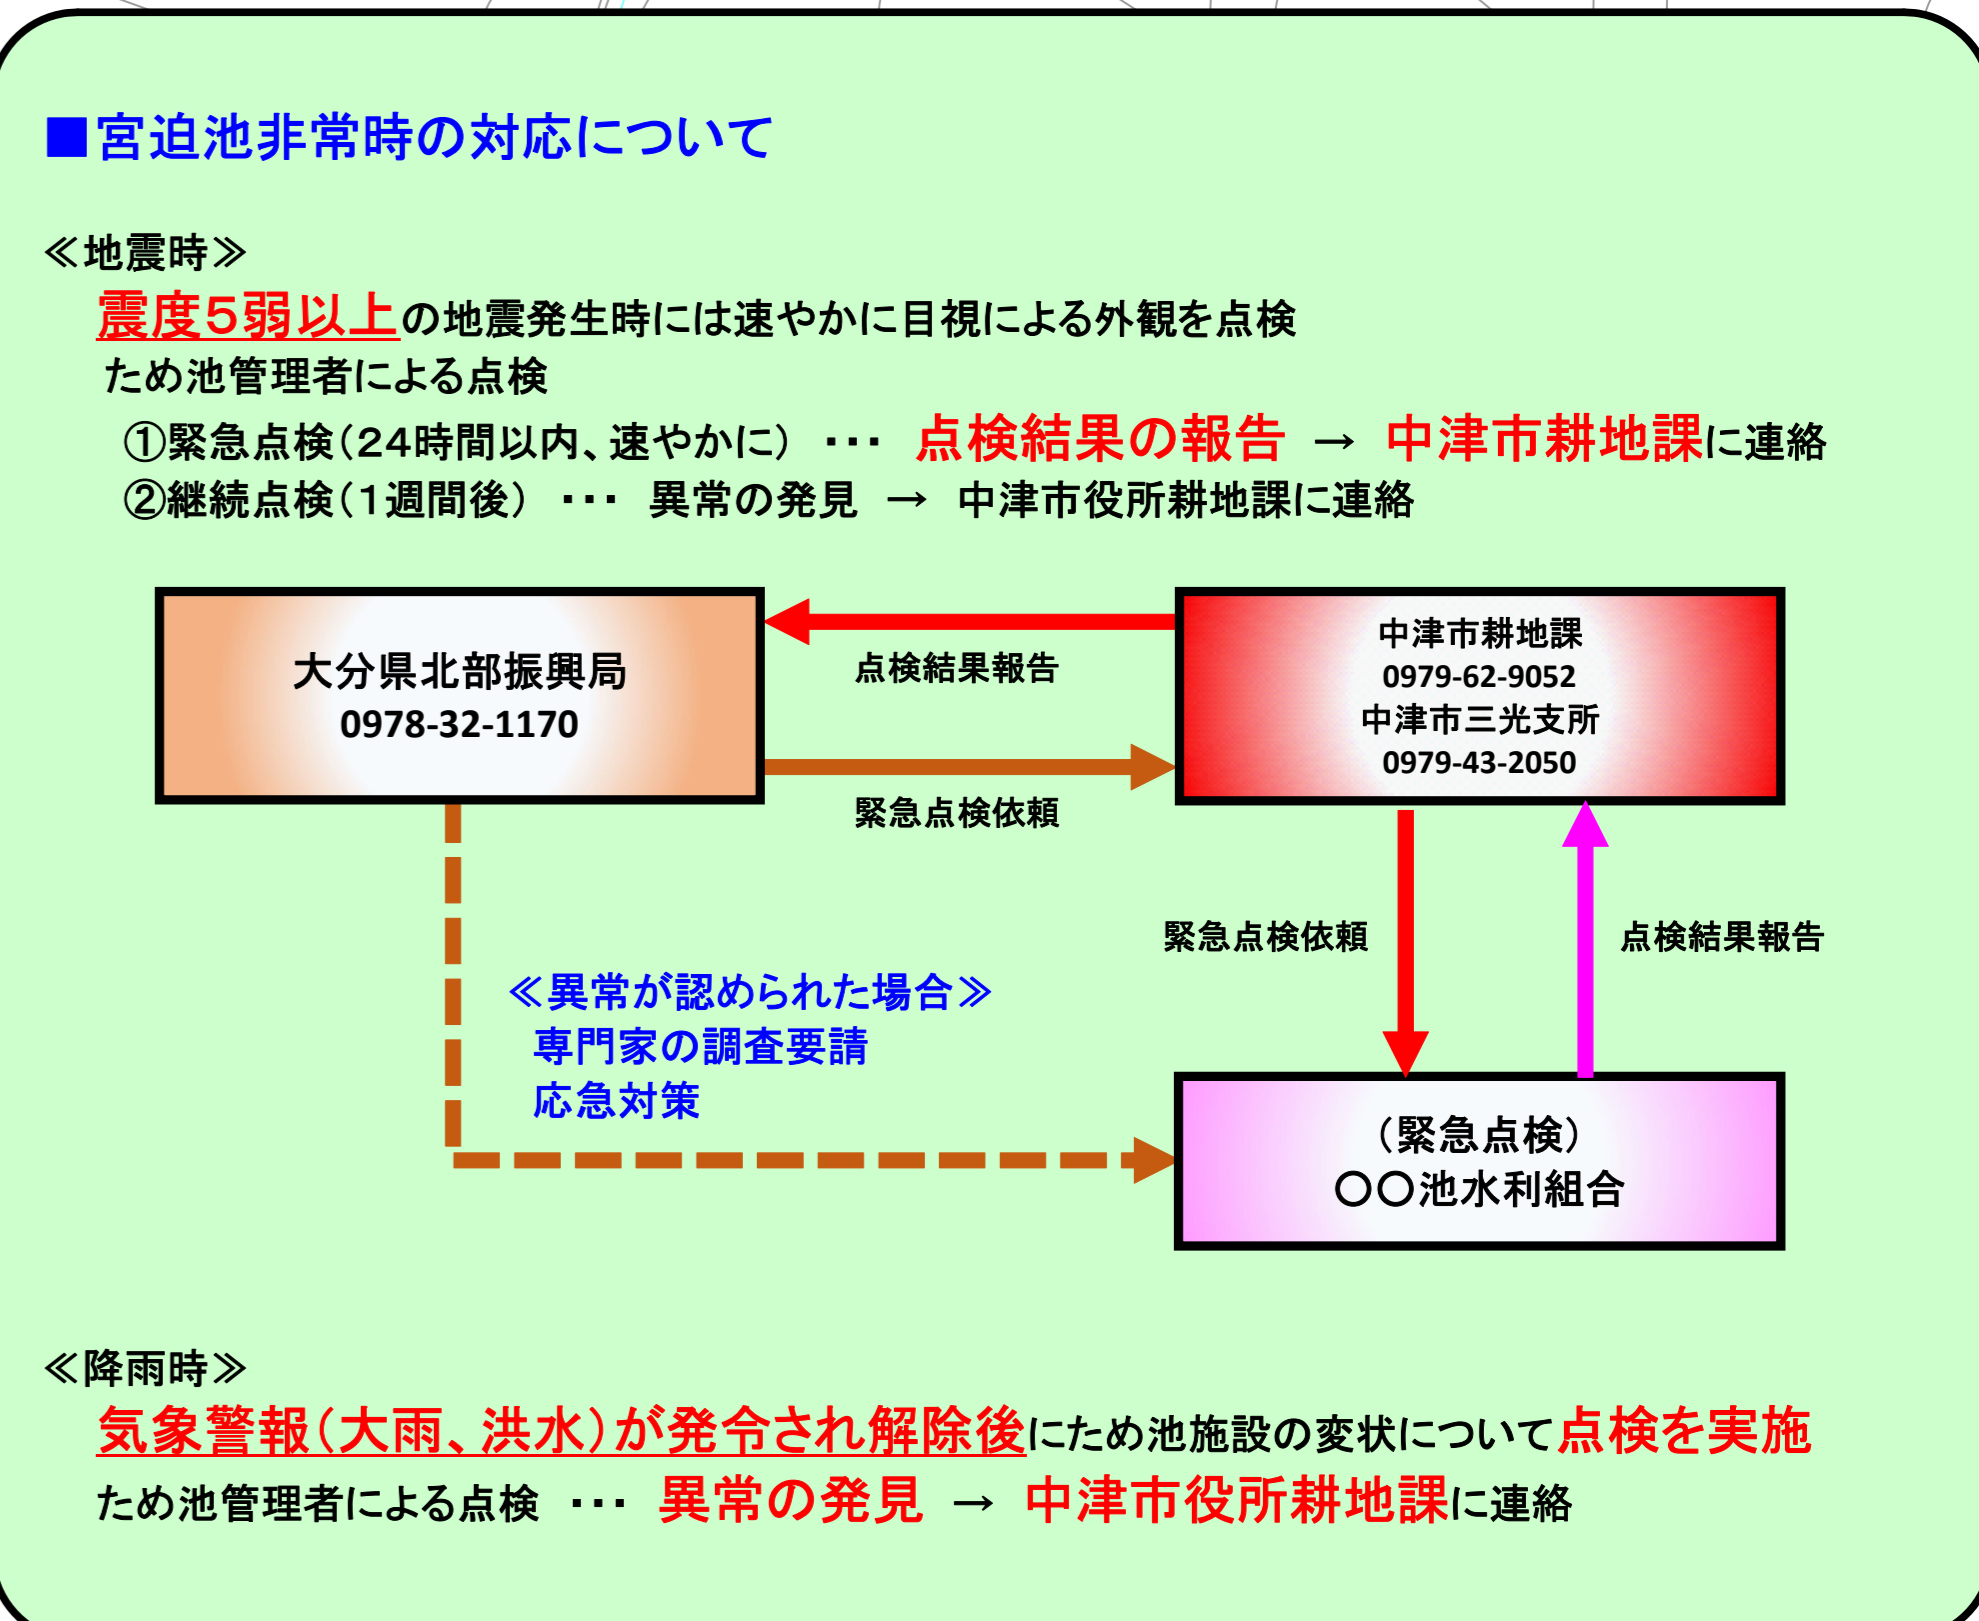 ■宮迫池非常時の対応について
≪地震時≫
震度５弱以上の地震発生時には速やかに目視による外観を点検
ため池管理者による点検
①緊急点検（２４時間以内、速やかに） ・・・ 点検結果の報告 → 中津市耕地課に連絡
②継続点検（１週間後） ・・・ 異常の発見 → 中津市役所耕地課に連絡
大分県北部振興局
0978-32-1170
点検結果報告
緊急点検依頼
中津市耕地課
0979-62-9052
中津市三光支所
0979-43-2050
緊急点検依頼
点検結果報告
≪異常が認められた場合≫
専門家の調査要請
応急対策
（緊急点検）
〇〇池水利組合
≪降雨時≫
気象警報（大雨、洪水）が発令され解除後にため池施設の変状について点検を実施
ため池管理者による点検 ・・・ 異常の発見 → 中津市役所耕地課に連絡